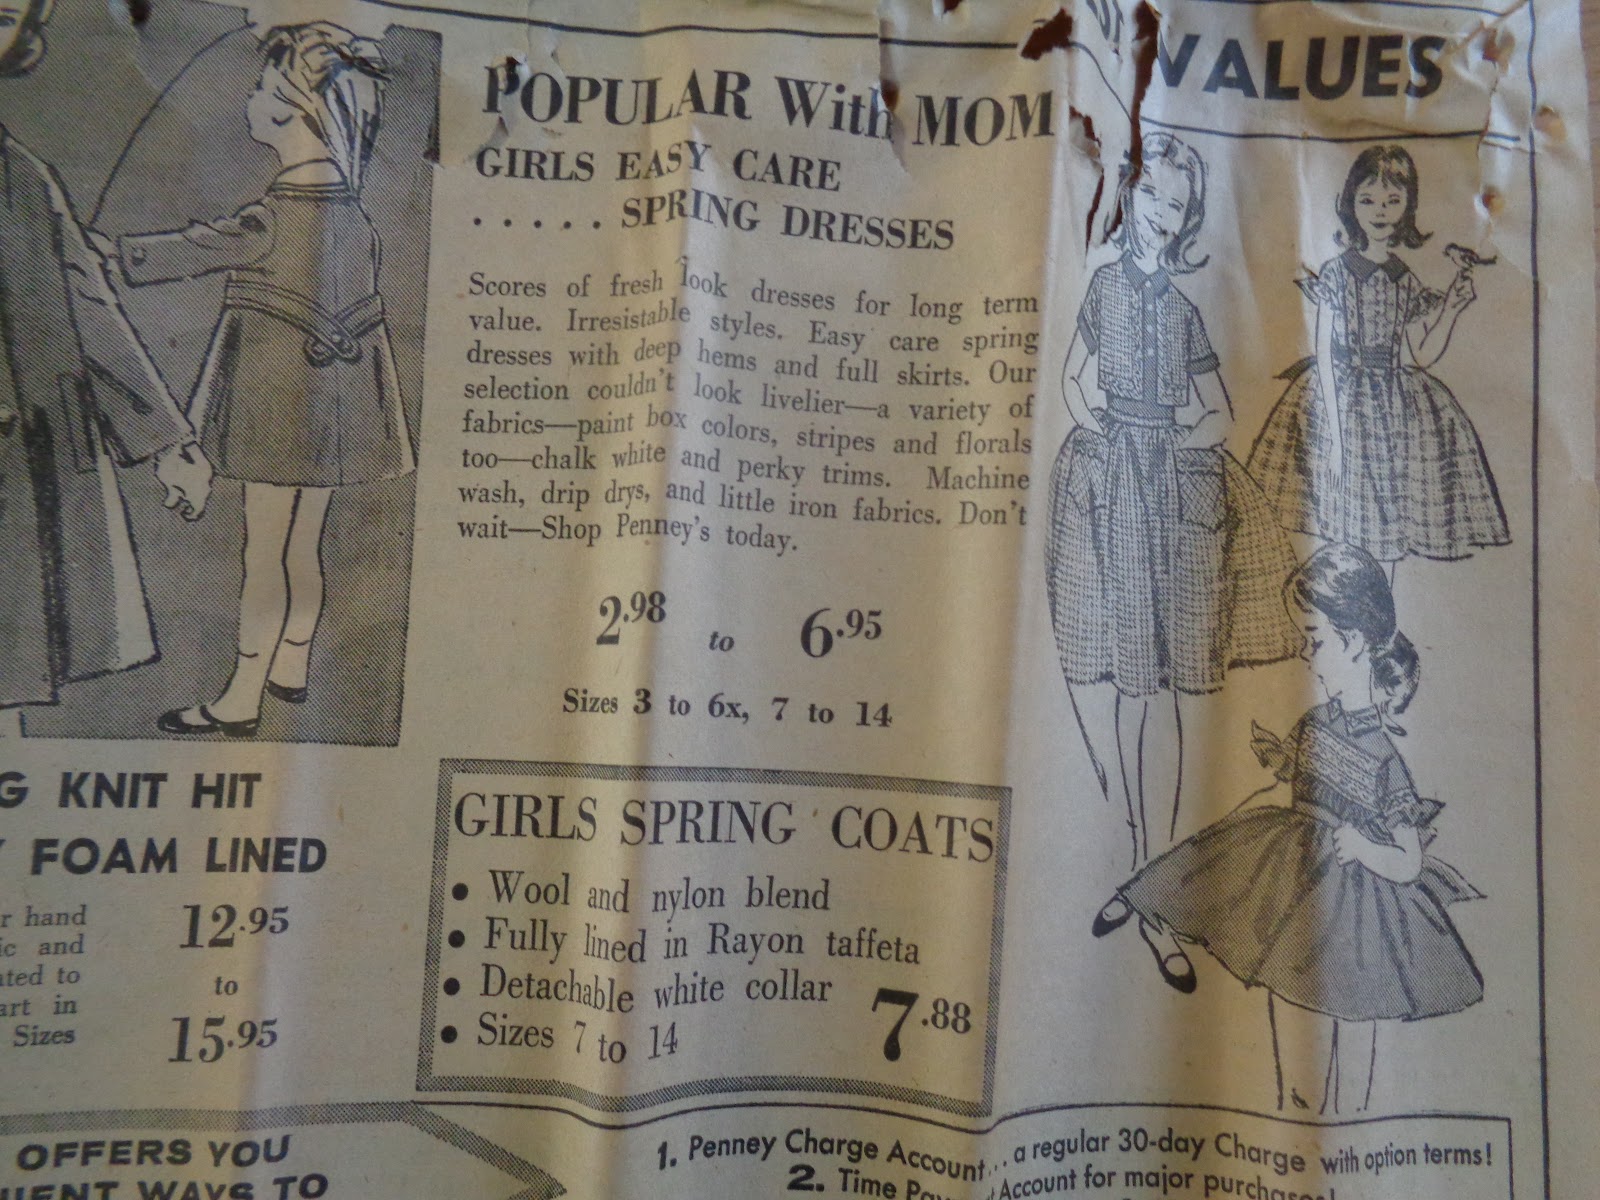 VALUES
POPULAR With MOM
GIRLS EASY CARE
. . . . . SPRING DRESSES
Scores of fresh look dresses for long term
value. Irresistable styles. Easy care spring
dresses with deep hems and full skirts. Our
selection couldn't look livelier—a variety of
fabrics—paint box colors, stripes and florals
too—chalk white and perky trims. Machine
wash, drip drys, and little iron fabrics. Don't
wait—Shop Penney's today.
2.98 to 6.95
Sizes 3 to 6x, 7 to 14
G KNIT HIT
FOAM LINED
r hand
ic and
ated to
art in
Sizes
12.95
to
15.95
GIRLS SPRING COATS
• Wool and nylon blend
• Fully lined in Rayon taffeta
• Detachable white collar
• Sizes 7 to 14
7.88
OFFERS YOU
WAYS TO
1. Penney Charge Account... a regular 30-day Charge with option terms!
2. Time Account for major purchases!